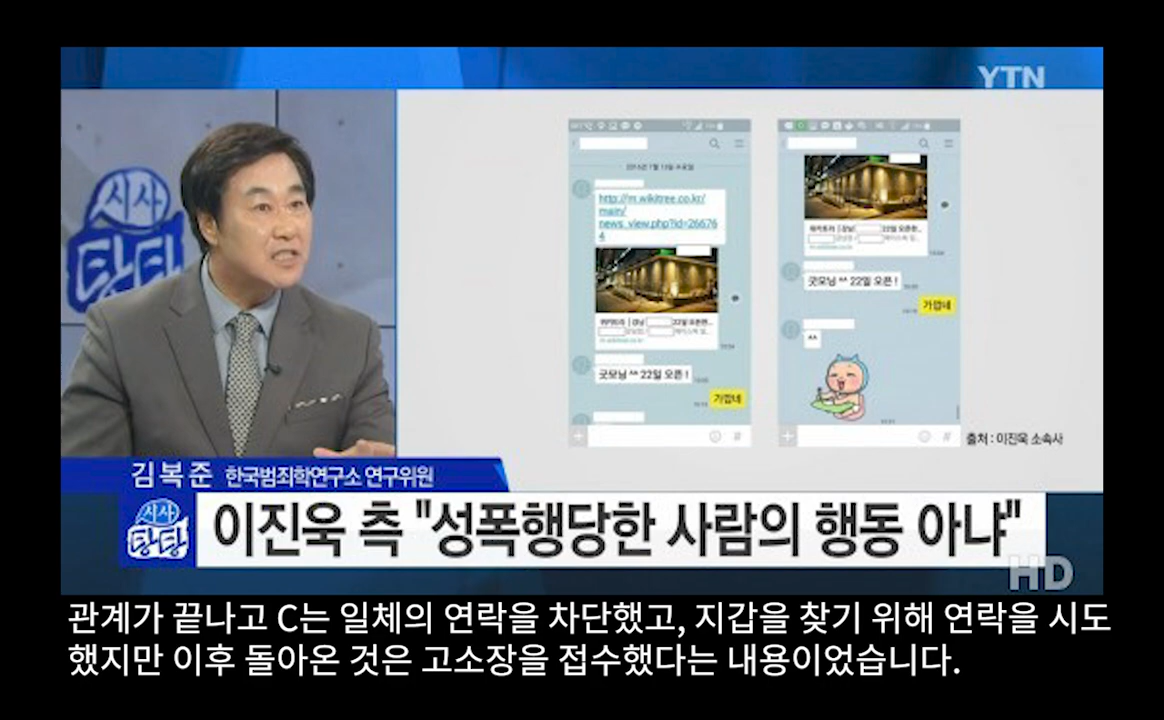 YTN
시사
탕탕
http://m.wikitree.co.kr/
main/
news_view.php?id=26676
4
굿모닝 ^^ 22일 오픈 !
가깝네
굿모닝 ^^ 22일 오픈 !
가깝네
^^
출처 : 이진욱 소속사
김복준 한국범죄학연구소 연구위원
시사
탕탕
이진욱 측 "성폭행당한 사람의 행동 아냐"
HD
관계가 끝나고 C는 일체의 연락을 차단했고, 지갑을 찾기 위해 연락을 시도
했지만 이후 돌아온 것은 고소장을 접수했다는 내용이었습니다.